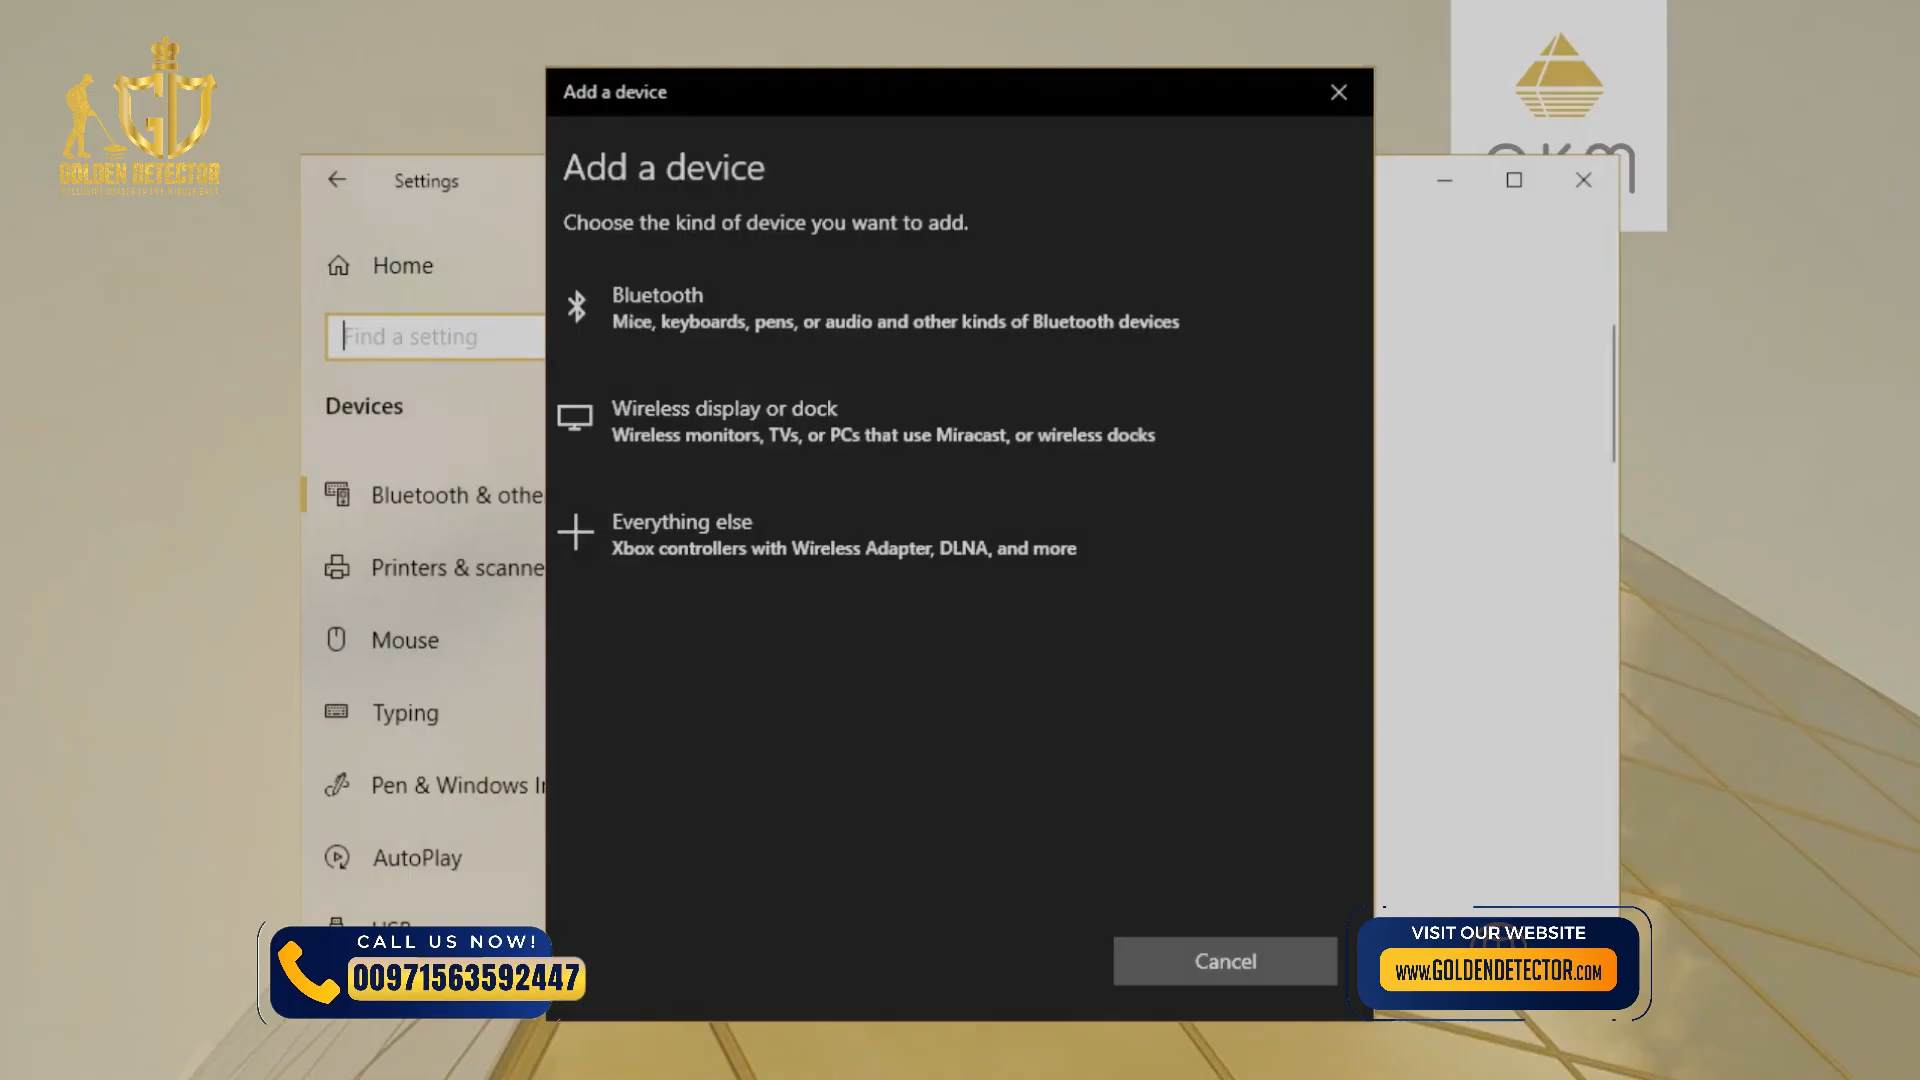 GD
GOLDEN DETECTOR
okm
Settings
Home
Find a setting
Devices
Bluetooth & othe
Printers & scanne
Mouse
Typing
Pen & Windows I
AutoPlay
USB
Add a device
Add a device
Choose the kind of device you want to add.
Bluetooth
Mice, keyboards, pens, or audio and other kinds of Bluetooth devices
Wireless display or dock
Wireless monitors, TVs, or PCs that use Miracast, or wireless docks
Everything else
Xbox controllers with Wireless Adapter, DLNA, and more
Cancel
CALL US NOW!
00971563592447
VISIT OUR WEBSITE
WWW.GOLDENDETECTOR.COM